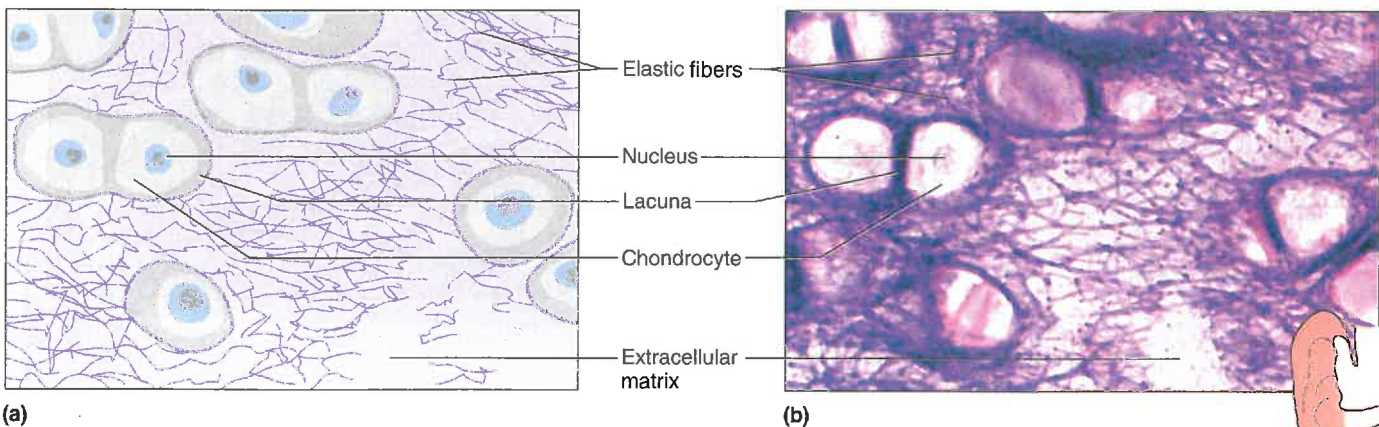 Elastic fibers
Nucleus
Lacuna
Chondrocyte
Extracellular
matrix
(a)
(b)